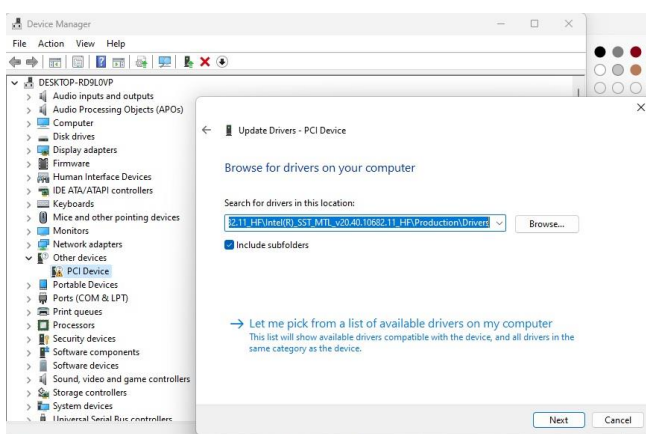 Device Manager
File Action View Help
DESKTOP-RD9L0VP
Audio inputs and outputs
Audio Processing Objects (APOs)
Computer
Disk drives
Display adapters
Firmware
Human Interface Devices
IDE ATA/ATAPI controllers
Keyboards
Mice and other pointing devices
Monitors
Network adapters
Other devices
PCI Device
Portable Devices
Ports (COM & LPT)
Print queues
Processors
Security devices
Software components
Software devices
Sound, video and game controllers
Storage controllers
System devices
Universal Serial Bus controllers
Update Drivers - PCI Device
Browse for drivers on your computer
Search for drivers in this location:
32.11_HF\Intel(R)_SST_MTL_v20.40.10682.11_HF\Production\Drivers
Browse...
Include subfolders
Let me pick from a list of available drivers on my computer
This list will show available drivers compatible with the device, and all drivers in the
same category as the device.
Next Cancel